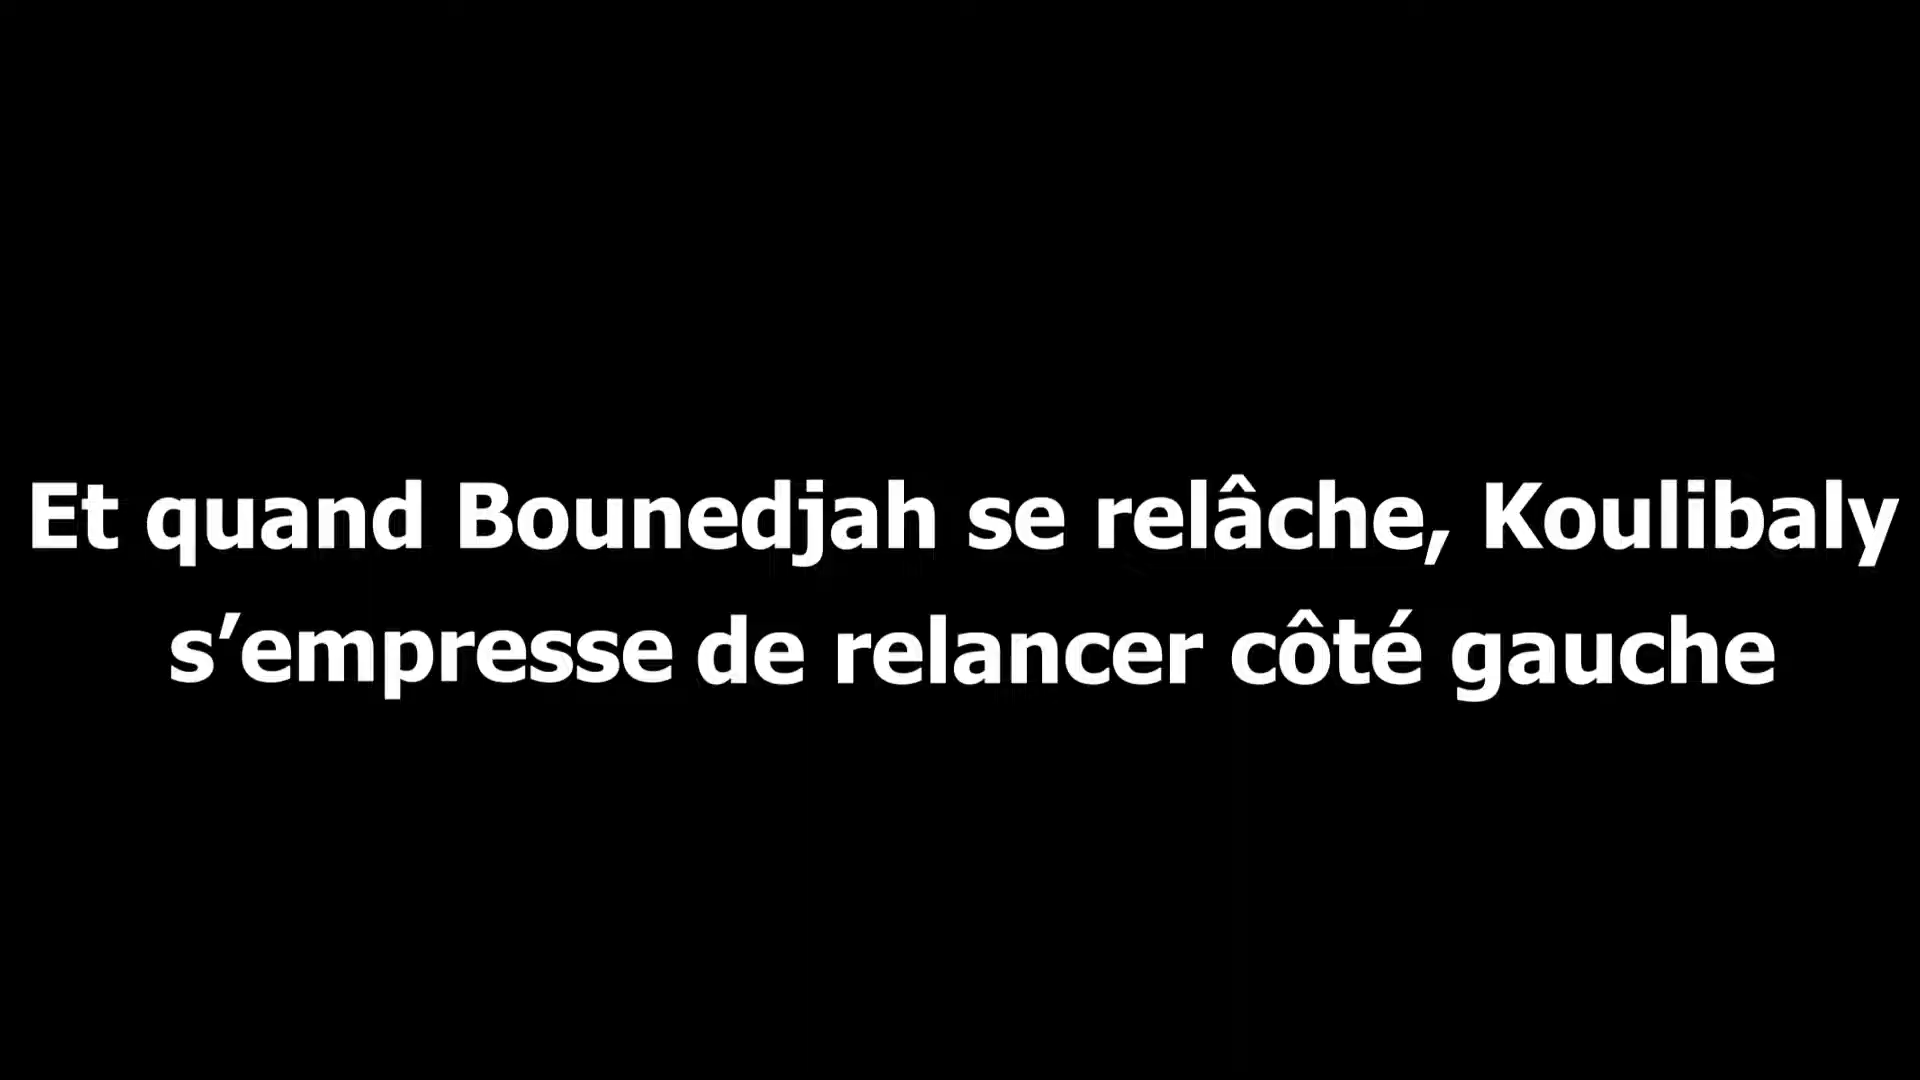 Et quand Bounedjah se relâche, Koulibaly
s’empresse de relancer côté gauche